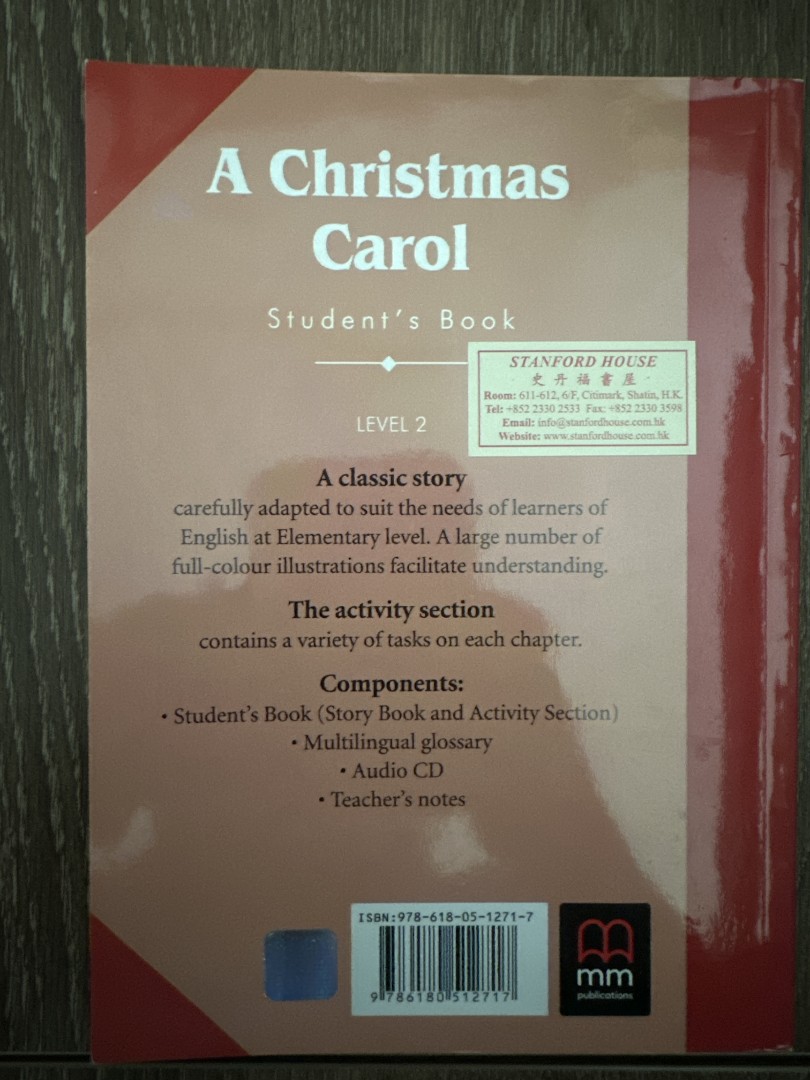 A Christmas
Carol
Student's Book
STANFORD HOUSE
史丹福書屋
Room: 611-612, 6/F, Citimark, Shatin, H.K.
Tel: +852 2330 2533 Fax: +852 2330 3598
Email: info@stanfordhouse.com.hk
Website: www.stanfordhouse.com.hk
LEVEL 2
A classic story
carefully adapted to suit the needs of learners of
English at Elementary level. A large number of
full-colour illustrations facilitate understanding.
The activity section
contains a variety of tasks on each chapter.
Components:
• Student's Book (Story Book and Activity Section)
• Multilingual glossary
• Audio CD
• Teacher's notes
ISBN:978-618-05-1271-7
9 786180 512717
mm
publications